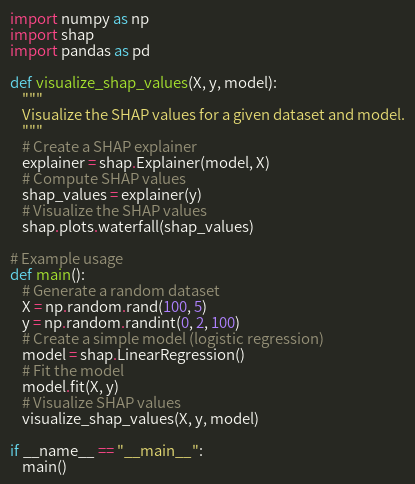 import numpy as np
import shap
import pandas as pd

def visualize_shap_values(X, y, model):
    """
    Visualize the SHAP values for a given dataset and model.
    """
    # Create a SHAP explainer
    explainer = shap.Explainer(model, X)
    # Compute SHAP values
    shap_values = explainer(y)
    # Visualize the SHAP values
    shap.plots.waterfall(shap_values)

# Example usage
def main():
    # Generate a random dataset
    X = np.random.rand(100, 5)
    y = np.random.randint(0, 2, 100)
    # Create a simple model (logistic regression)
    model = shap.LinearRegression()
    # Fit the model
    model.fit(X, y)
    # Visualize SHAP values
    visualize_shap_values(X, y, model)

if __name__ == "__main__":
    main()